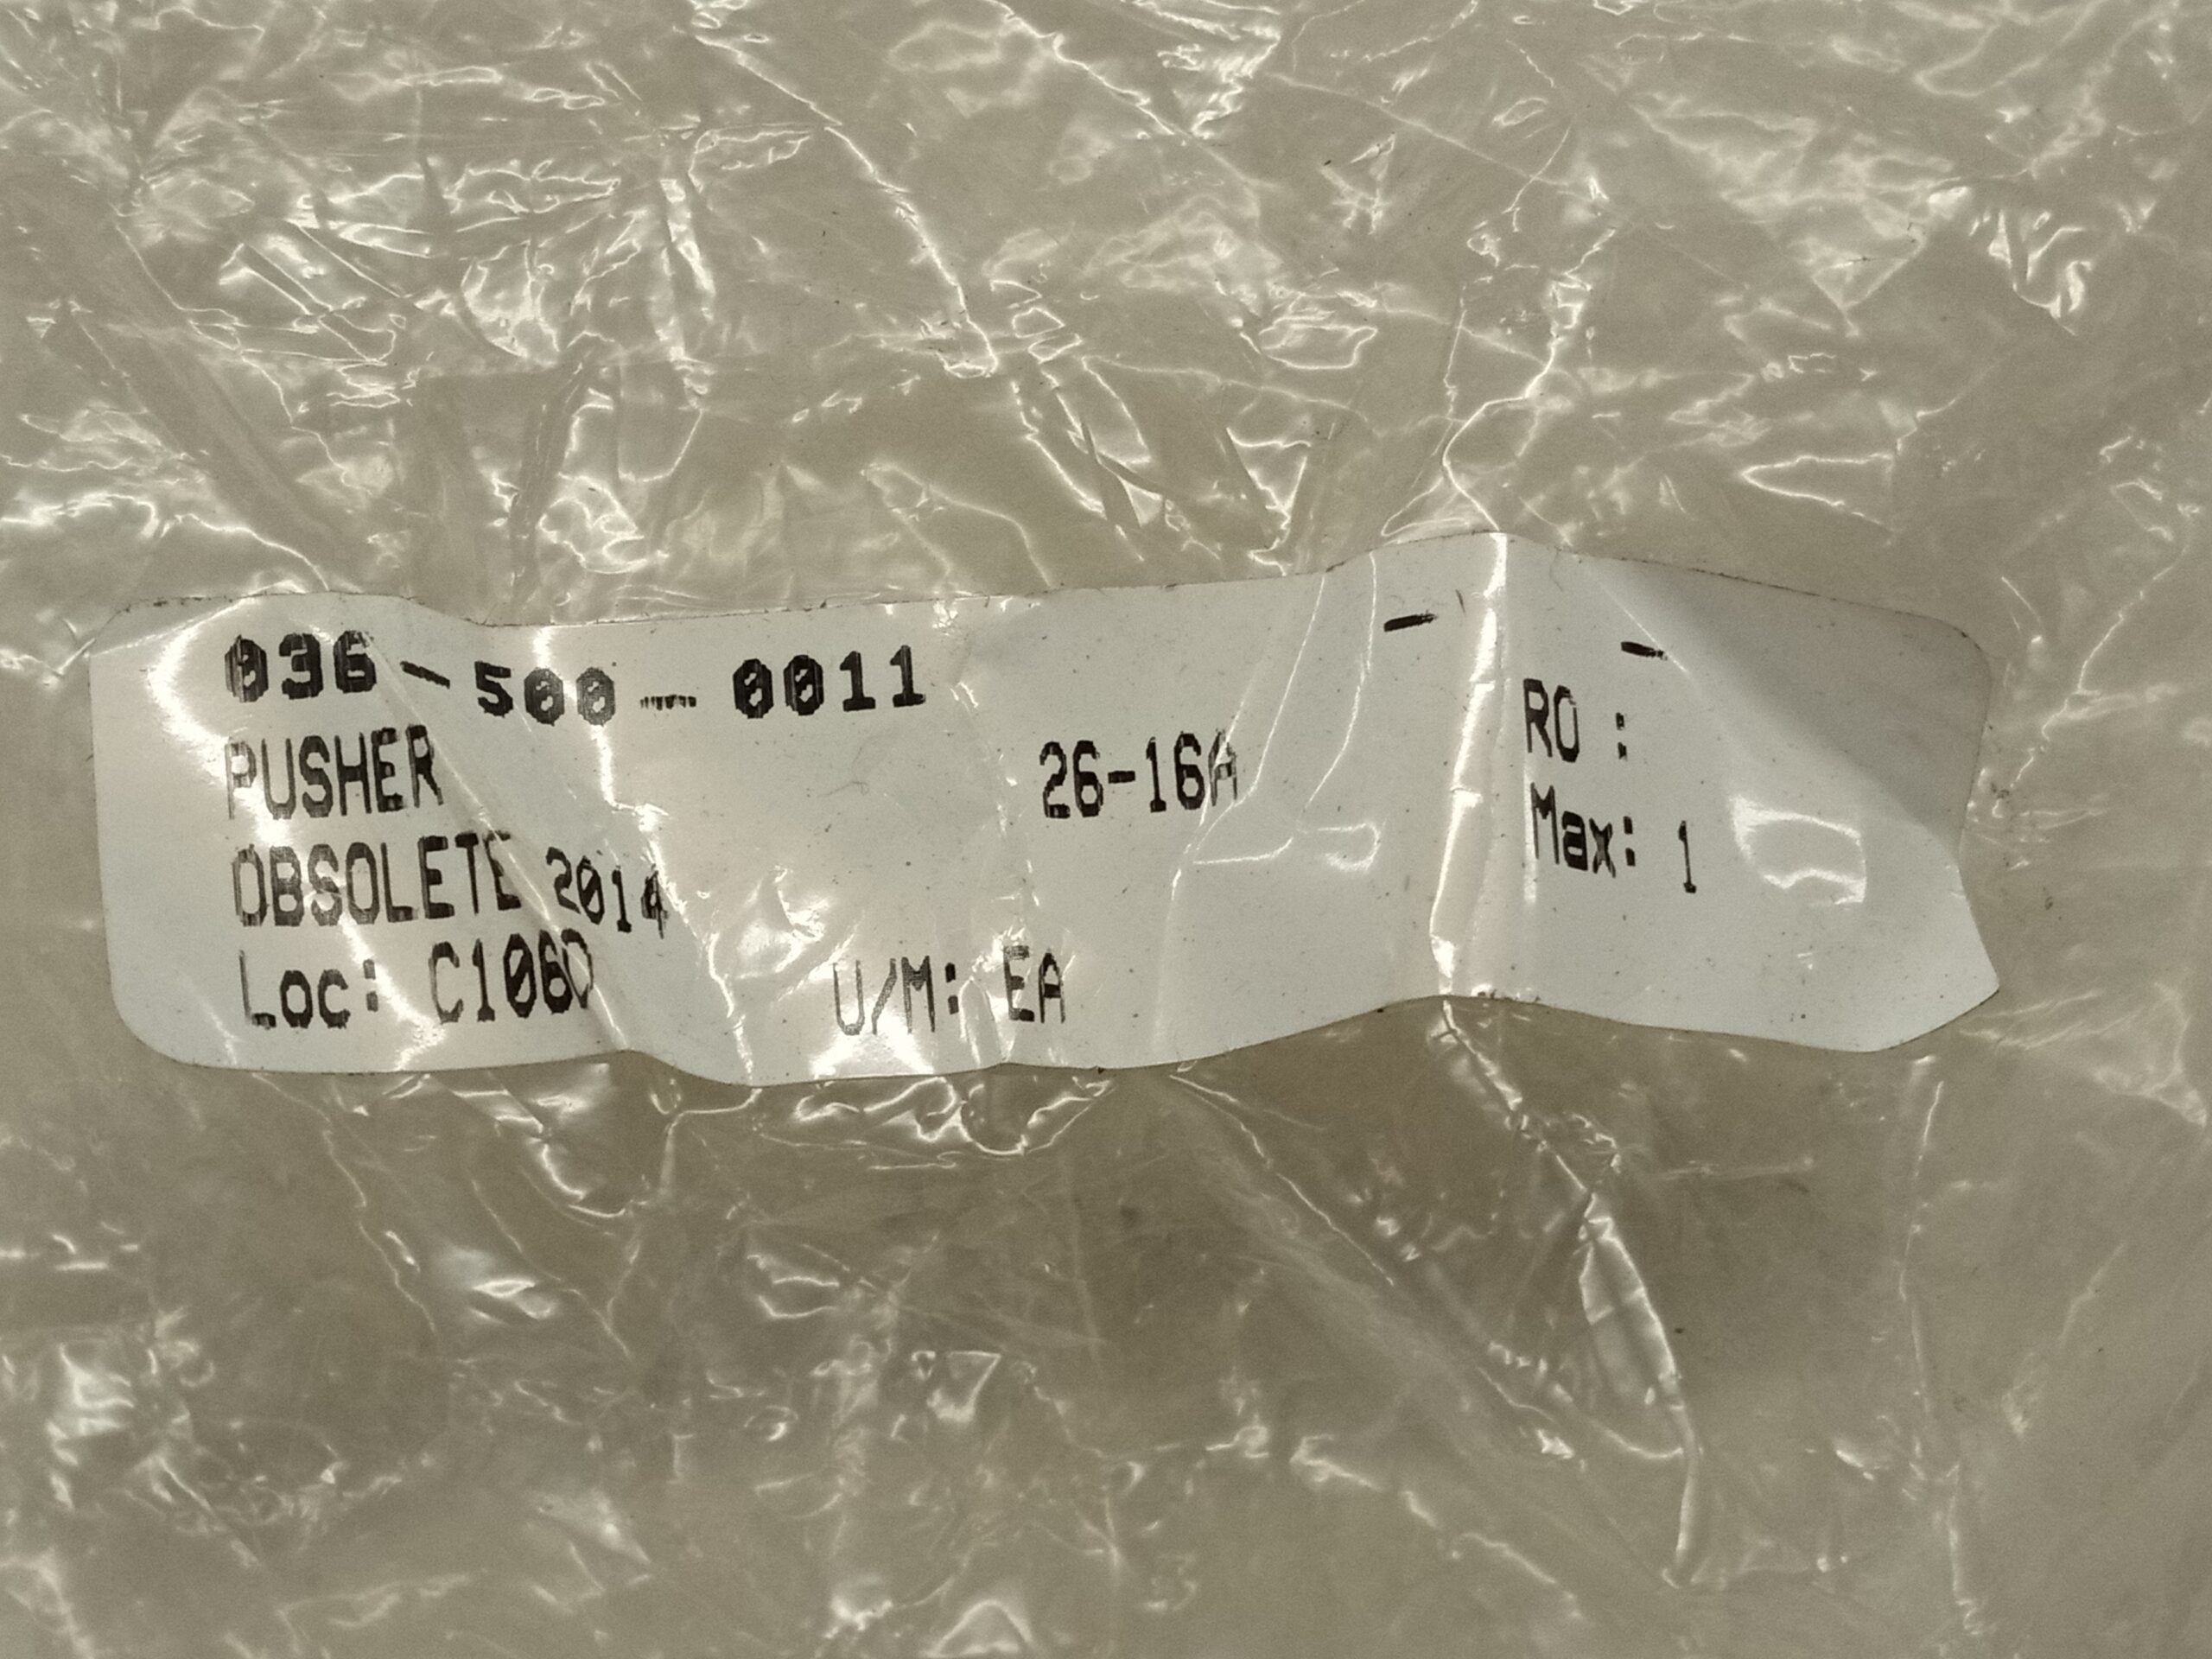 036-500-0011 - -
PUSHER 26-16A RO :
OBSOLETE 2014 Max: 1
Loc: C106D U/M: EA